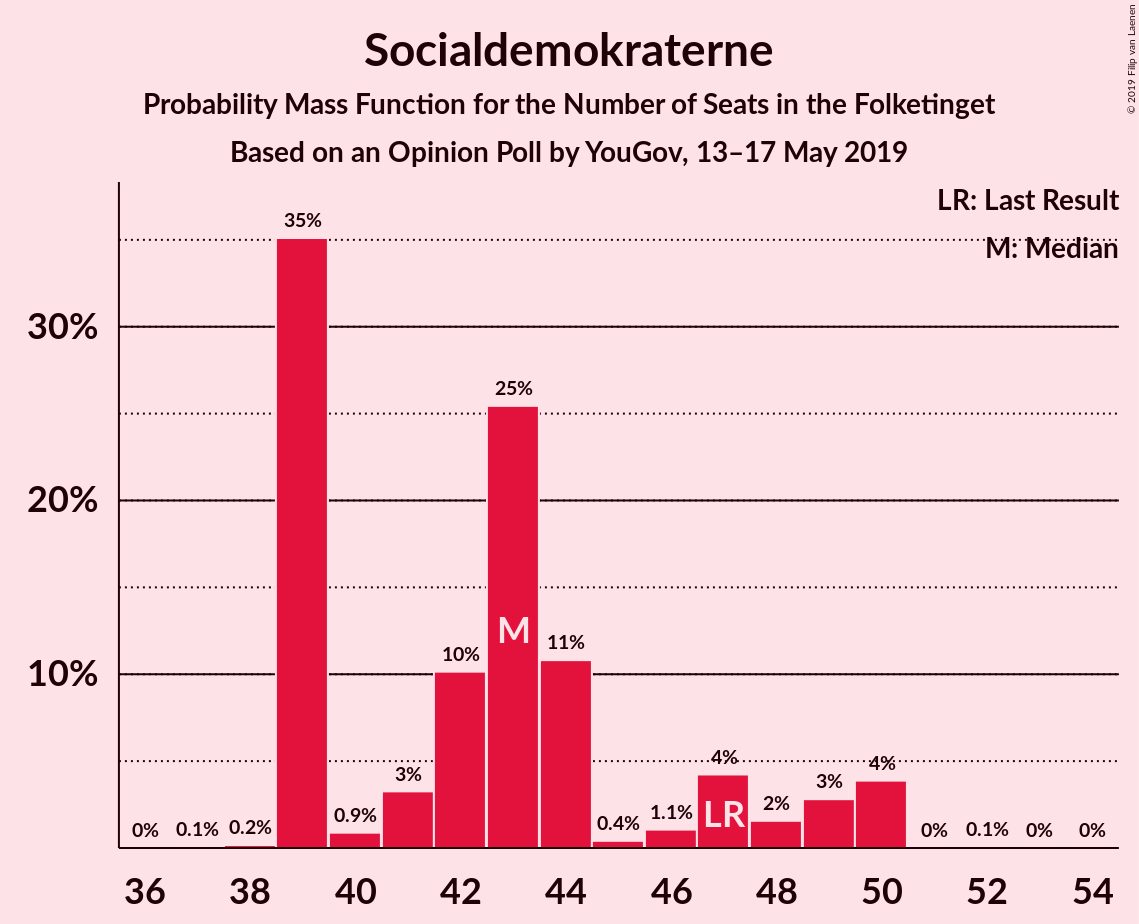 Socialdemokraterne
Probability Mass Function for the Number of Seats in the Folketinget
Based on an Opinion Poll by YouGov, 13–17 May 2019
© 2019 Filip van Laenen
LR: Last Result
M: Median
30%
20%
10%
0%
0.1%
0.2%
35%
0.9%
3%
10%
25%
11%
0.4%
1.1%
4%
2%
3%
4%
0%
0.1%
0%
0%
M
LR
36 38 40 42 44 46 48 50 52 54